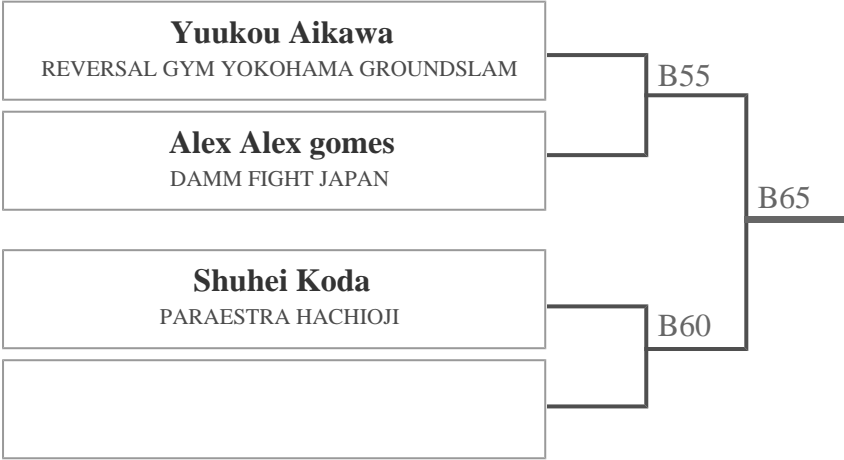 Yuukou Aikawa
REVERSAL GYM YOKOHAMA GROUNDSLAM
B55
Alex Alex gomes
DAMM FIGHT JAPAN
B65
Shuhei Koda
PARAESTRA HACHIOJI
B60